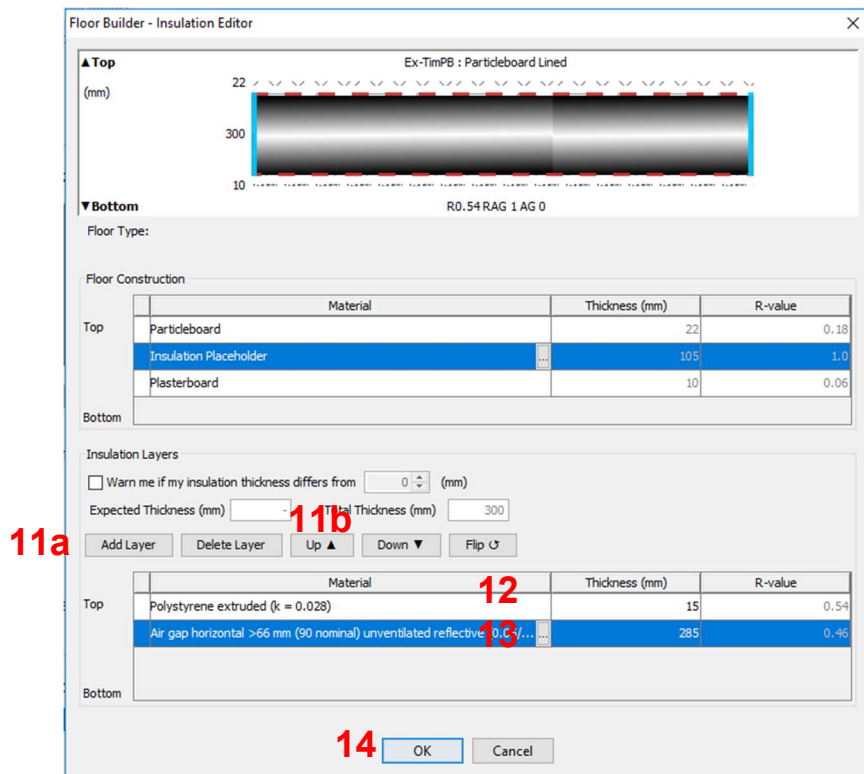 Floor Builder - Insulation Editor
▲Top
Ex-TimPB : Particleboard Lined
(mm)
22
300
10
▼Bottom
R0.54 RAG 1 AG 0
Floor Type:
Floor Construction
Material Thickness (mm) R-value
Top Particleboard 22 0.18
Insulation Placeholder ... 105 1.0
Plasterboard 10 0.06
Bottom
Insulation Layers
Warn me if my insulation thickness differs from 0 (mm)
Expected Thickness (mm) - Total Thickness (mm) 300
11b
11a Add Layer Delete Layer Up ▲ Down ▼ Flip ↺
Material Thickness (mm) R-value
12
Top Polystyrene extruded (k = 0.028) 15 0.54
Air gap horizontal >66 mm (90 nominal) unventilated reflective ... 285 0.46
13
Bottom
14 OK Cancel